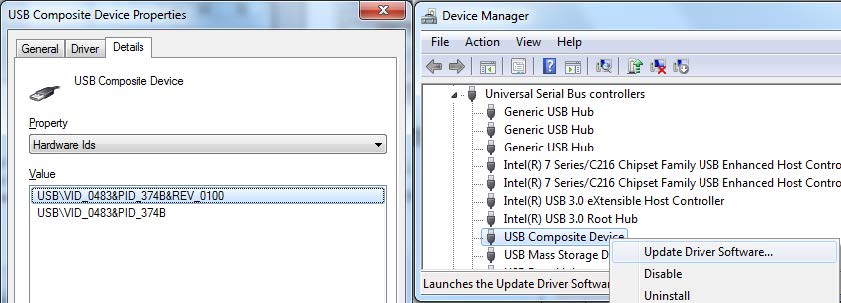 USB Composite Device Properties
General Driver Details
USB Composite Device
Property
Hardware Ids
Value
USB\VID_0483&PID_374B&REV_0100
USB\VID_0483&PID_374B
Device Manager
File Action View Help
Universal Serial Bus controllers
Generic USB Hub
Generic USB Hub
Generic USB Hub
Intel(R) 7 Series/C216 Chipset Family USB Enhanced Host Contro
Intel(R) 7 Series/C216 Chipset Family USB Enhanced Host Contro
Intel(R) USB 3.0 eXtensible Host Controller
Intel(R) USB 3.0 Root Hub
USB Composite Device
USB Mass Storage D
Update Driver Software...
Disable
Uninstall
Launches the Update Driver Softwar